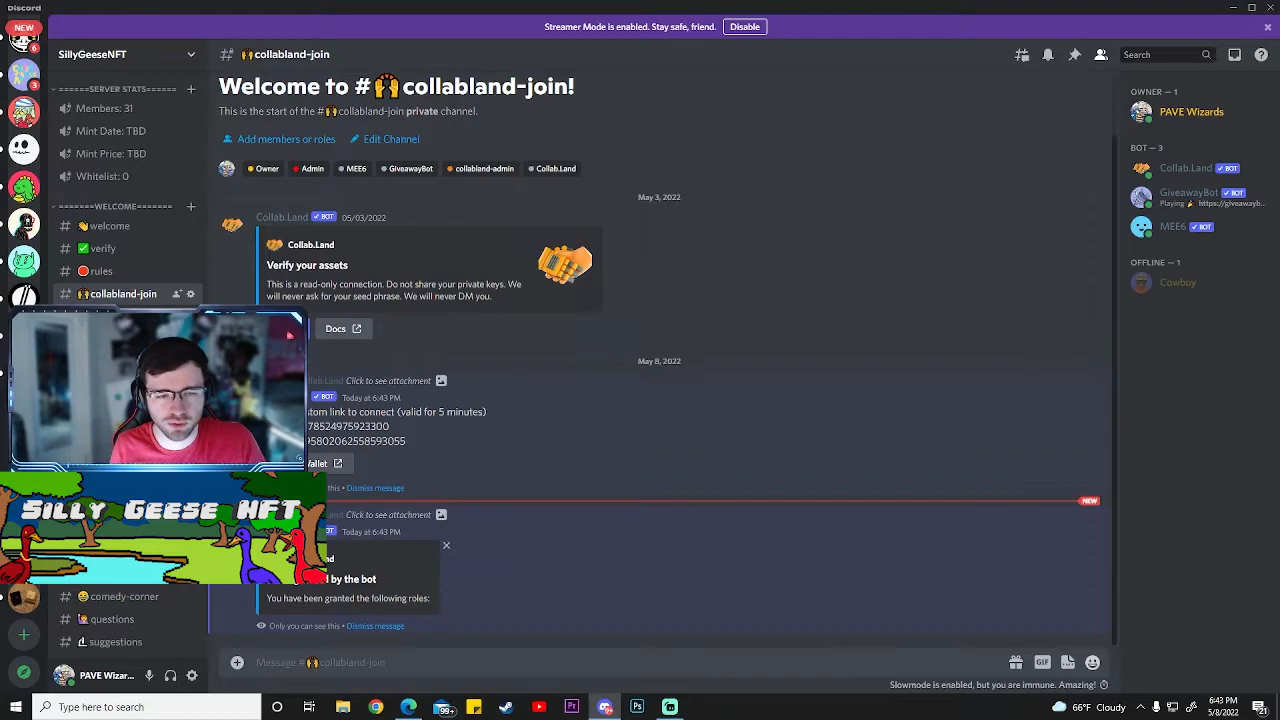 Discord
NEW
Streamer Mode is enabled. Stay safe, friend.
Disable
6
3
SillyGeeseNFT
collabland-join
Search
=======SERVER STATS=======
Members: 31
Mint Date: TBD
Mint Price: TBD
Whitelist: 0
=======WELCOME=======
welcome
verify
rules
collabland-join
Welcome to # collabland-join!
This is the start of the # collabland-join private channel.
Add members or roles
Edit Channel
Owner
Admin
MEE6
GiveawayBot
collabland-admin
Collab.Land
May 3, 2022
Collab.Land BOT 05/03/2022
Collab.Land
Verify your assets
This is a read-only connection. Do not share your private keys. We
will never ask for your seed phrase. We will never DM you.
Docs
May 8, 2022
Click to see attachment
BOT Today at 6:43 PM
tom link to connect (valid for 5 minutes)
78524975923300
95802062558593055
allet
this • Dismiss message
NEW
Click to see attachment
Today at 6:43 PM
by the bot
You have been granted the following roles:
Only you can see this • Dismiss message
Message # collabland-join
GIF
Slowmode is enabled, but you are immune. Amazing!
OWNER — 1
PAVE Wizards
BOT — 3
Collab.Land BOT
GiveawayBot BOT
Playing https://giveawayb...
MEE6 BOT
OFFLINE — 1
Cowboy
SILLY GEESE NFT
comedy-corner
questions
suggestions
PAVE Wizar...
Type here to search
99+
Pr
Ps
66°F Cloudy
6:43 PM
5/8/2022